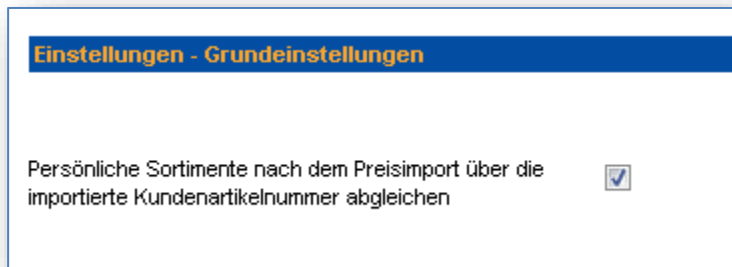 Einstellungen - Grundeinstellungen
Persönliche Sortimente nach dem Preisimport über die
importierte Kundenartikelnummer abgleichen